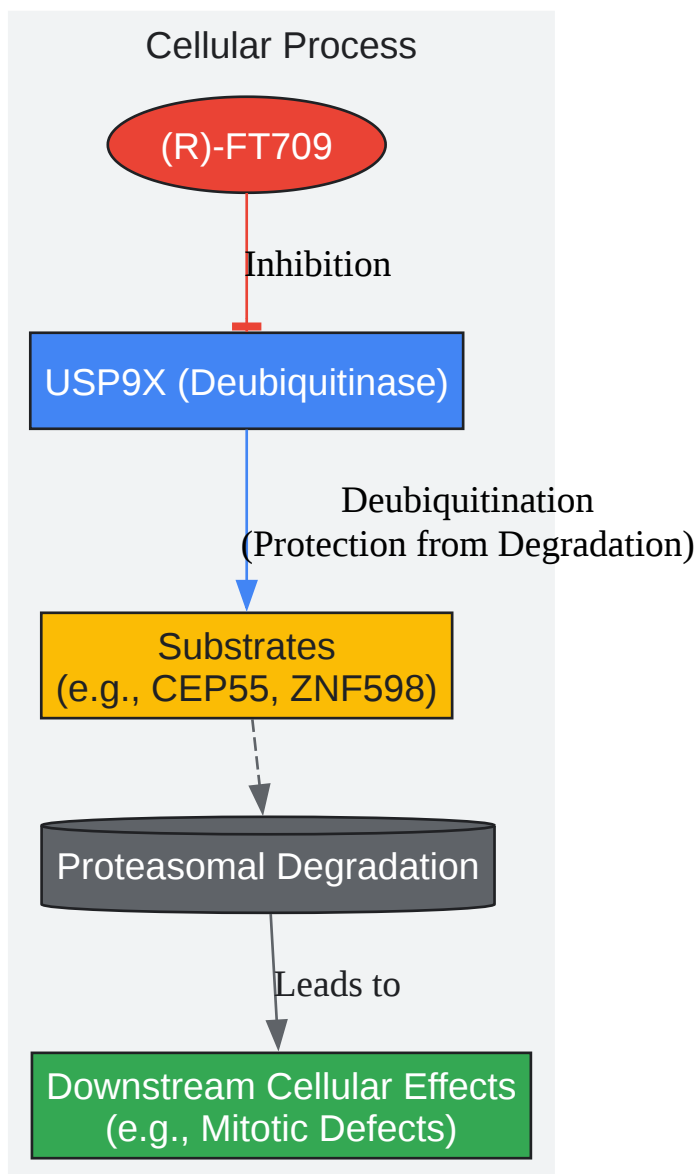 Cellular Process
(R)-FT709
Inhibition
USP9X (Deubiquitinase)
Deubiquitination
(Protection from Degradation)
Substrates
(e.g., CEP55, ZNF598)
Proteasomal Degradation
Leads to
Downstream Cellular Effects
(e.g., Mitotic Defects)